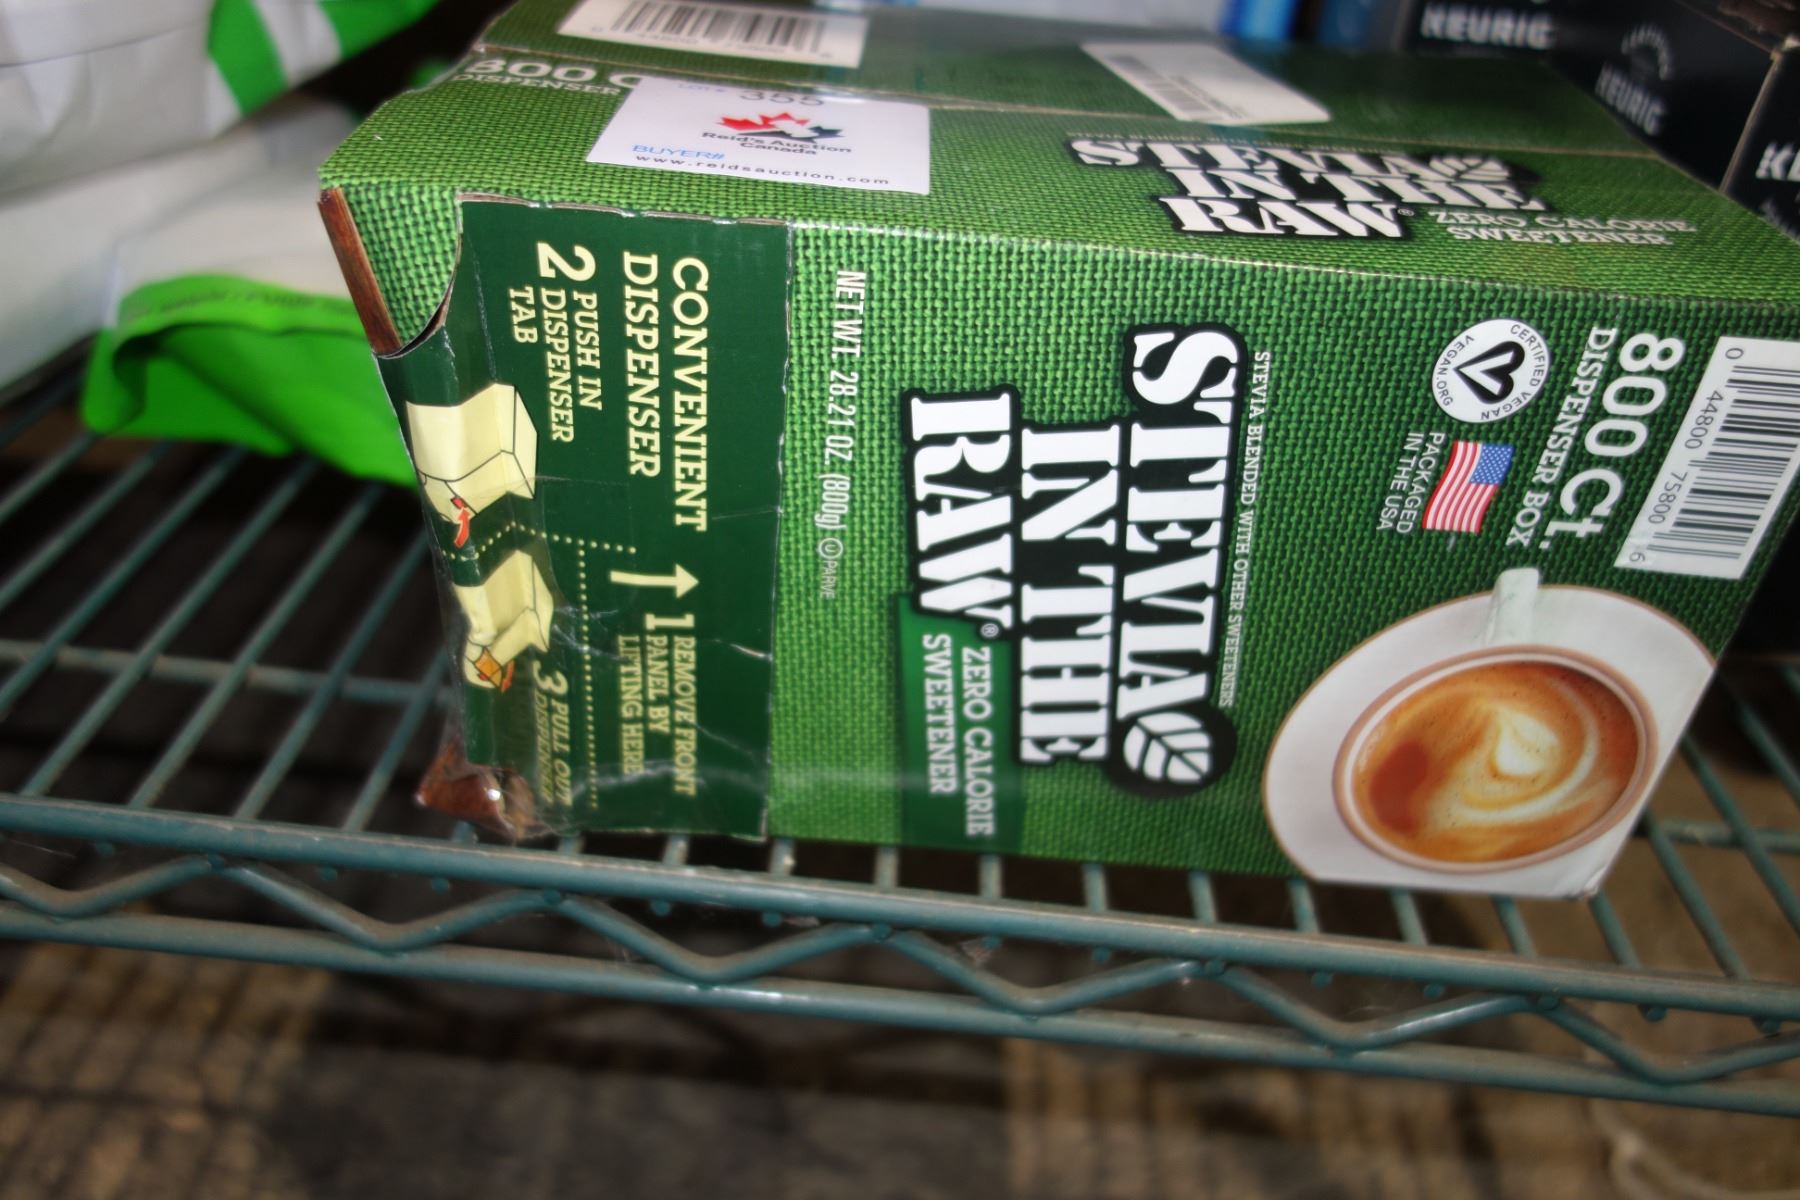 800
DISPENSER
LOT # 355
Reid's Auction
Canada
BUYER#
www.reidsauction.com
STEVIA
IN THE
RAW®
ZERO CALORIE
SWEETENER
KEURIG
KEURIG
CONVENIENT
DISPENSER
2 PUSH IN
DISPENSER
TAB
1 REMOVE FRONT
PANEL BY
LIFTING HERE
3 PULL OUT
NET WT. 28.21 OZ. (800g) Ⓤ PARVE
STEVIA BLENDED WITH OTHER SWEETENERS
STEVIA
IN THE
RAW®
ZERO CALORIE
SWEETENER
800 Ct.
DISPENSER BOX
CERTIFIED VEGAN
VEGAN.ORG
PACKAGED
IN THE USA
0 44800 75800 6